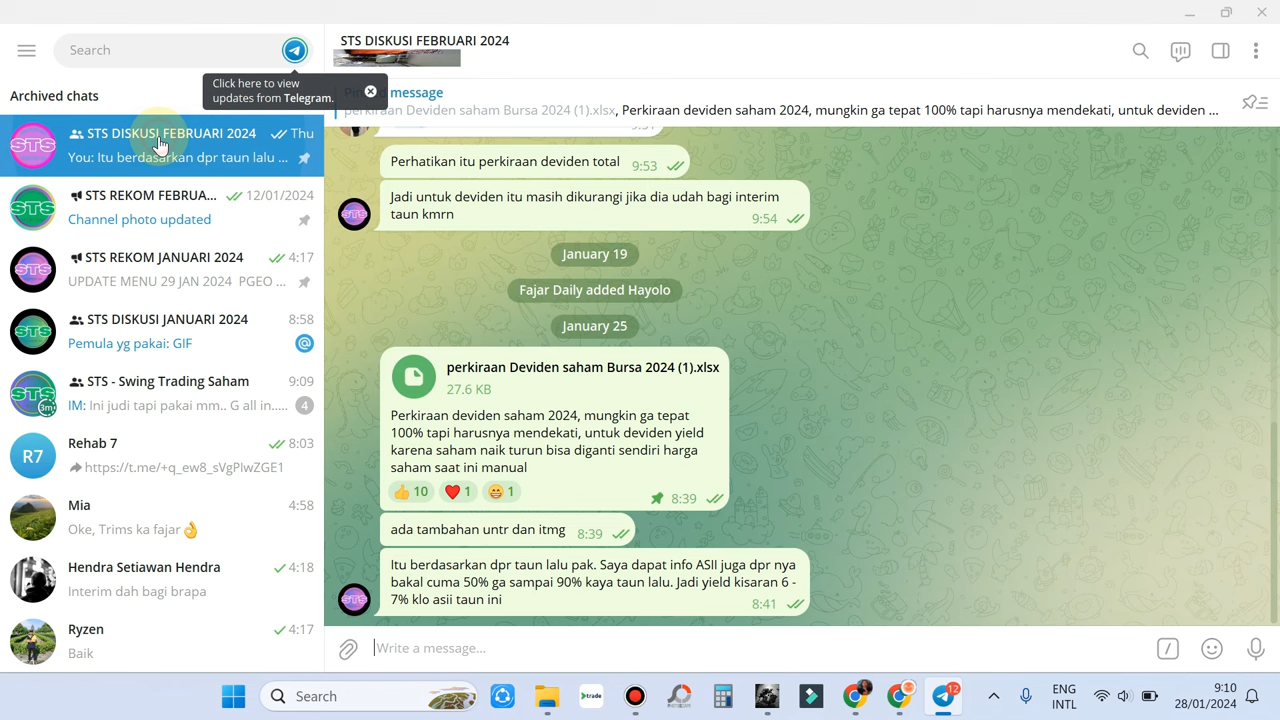 Search
Click here to view
updates from Telegram.
Archived chats
STS DISKUSI FEBRUARI 2024
Thu
You: Itu berdasarkan dpr taun lalu ...
STS REKOM FEBRUA...
12/01/2024
Channel photo updated
STS REKOM JANUARI 2024
4:17
UPDATE MENU 29 JAN 2024 PGEO ...
STS DISKUSI JANUARI 2024
8:58
Pemula yg pakai: GIF
@
STS - Swing Trading Saham
9:09
IM: Ini judi tapi pakai mm.. G all in.....
4
3m
R7
Rehab 7
8:03
https://t.me/+q_ew8_sVgPlwZGE1
Mia
4:58
Oke, Trims ka fajar👌
Hendra Setiawan Hendra
4:18
Interim dah bagi brapa
Ryzen
4:17
Baik
STS
STS
STS
STS
STS
STS DISKUSI FEBRUARI 2024
message
perkiraan Deviden saham Bursa 2024 (1).xlsx, Perkiraan deviden saham 2024, mungkin ga tepat 100% tapi harusnya mendekati, untuk deviden ...
Perhatikan itu perkiraan deviden total
9:53
Jadi untuk deviden itu masih dikurangi jika dia udah bagi interim
taun kmrn
9:54
STS
January 19
Fajar Daily added Hayolo
January 25
perkiraan Deviden saham Bursa 2024 (1).xlsx
27.6 KB
Perkiraan deviden saham 2024, mungkin ga tepat
100% tapi harusnya mendekati, untuk deviden yield
karena saham naik turun bisa diganti sendiri harga
saham saat ini manual
👍 10
❤️ 1
😁 1
8:39
ada tambahan untr dan itmg
8:39
Itu berdasarkan dpr taun lalu pak. Saya dapat info ASII juga dpr nya
bakal cuma 50% ga sampai 90% kaya taun lalu. Jadi yield kisaran 6 -
7% klo asii taun ini
8:41
STS
Write a message...
Search
trade
12
ENG
INTL
9:10
28/01/2024